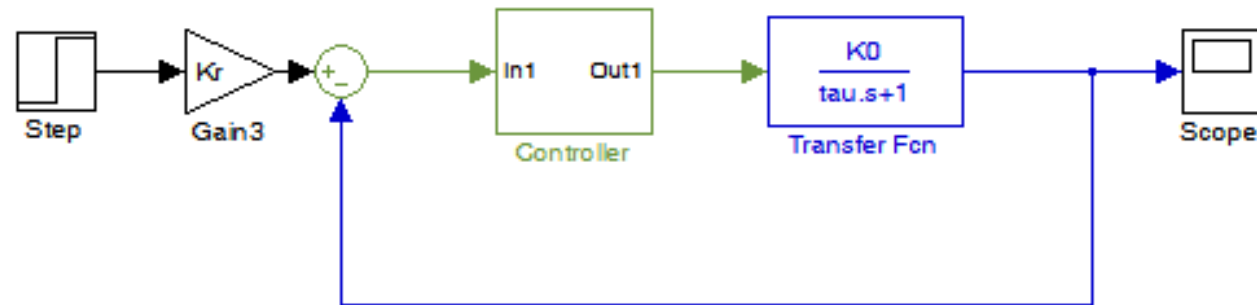 Step
Kr
Gain3
+
−
In1
Out1
Controller
K0
tau.s+1
Transfer Fcn
Scope